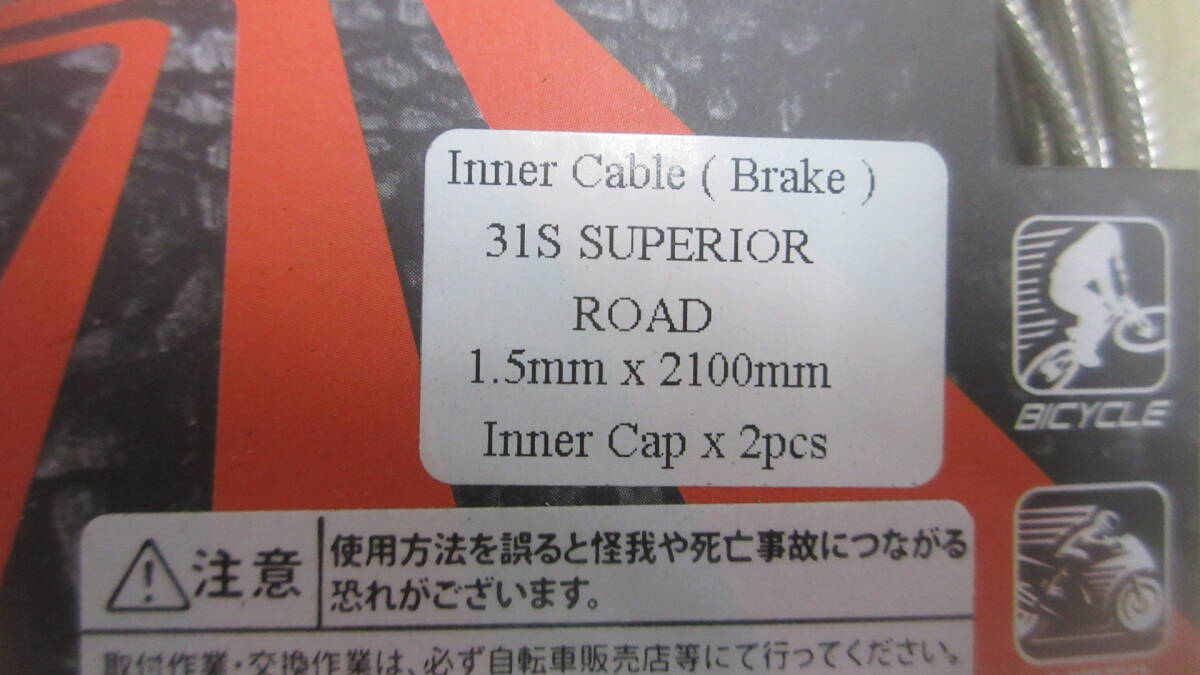 Inner Cable ( Brake )
31S SUPERIOR
ROAD
1.5mm x 2100mm
Inner Cap x 2pcs
BICYCLE
注意
使用方法を誤ると怪我や死亡事故につながる
恐れがございます。
取付作業・交換作業は、必ず自転車販売店等にて行ってください。